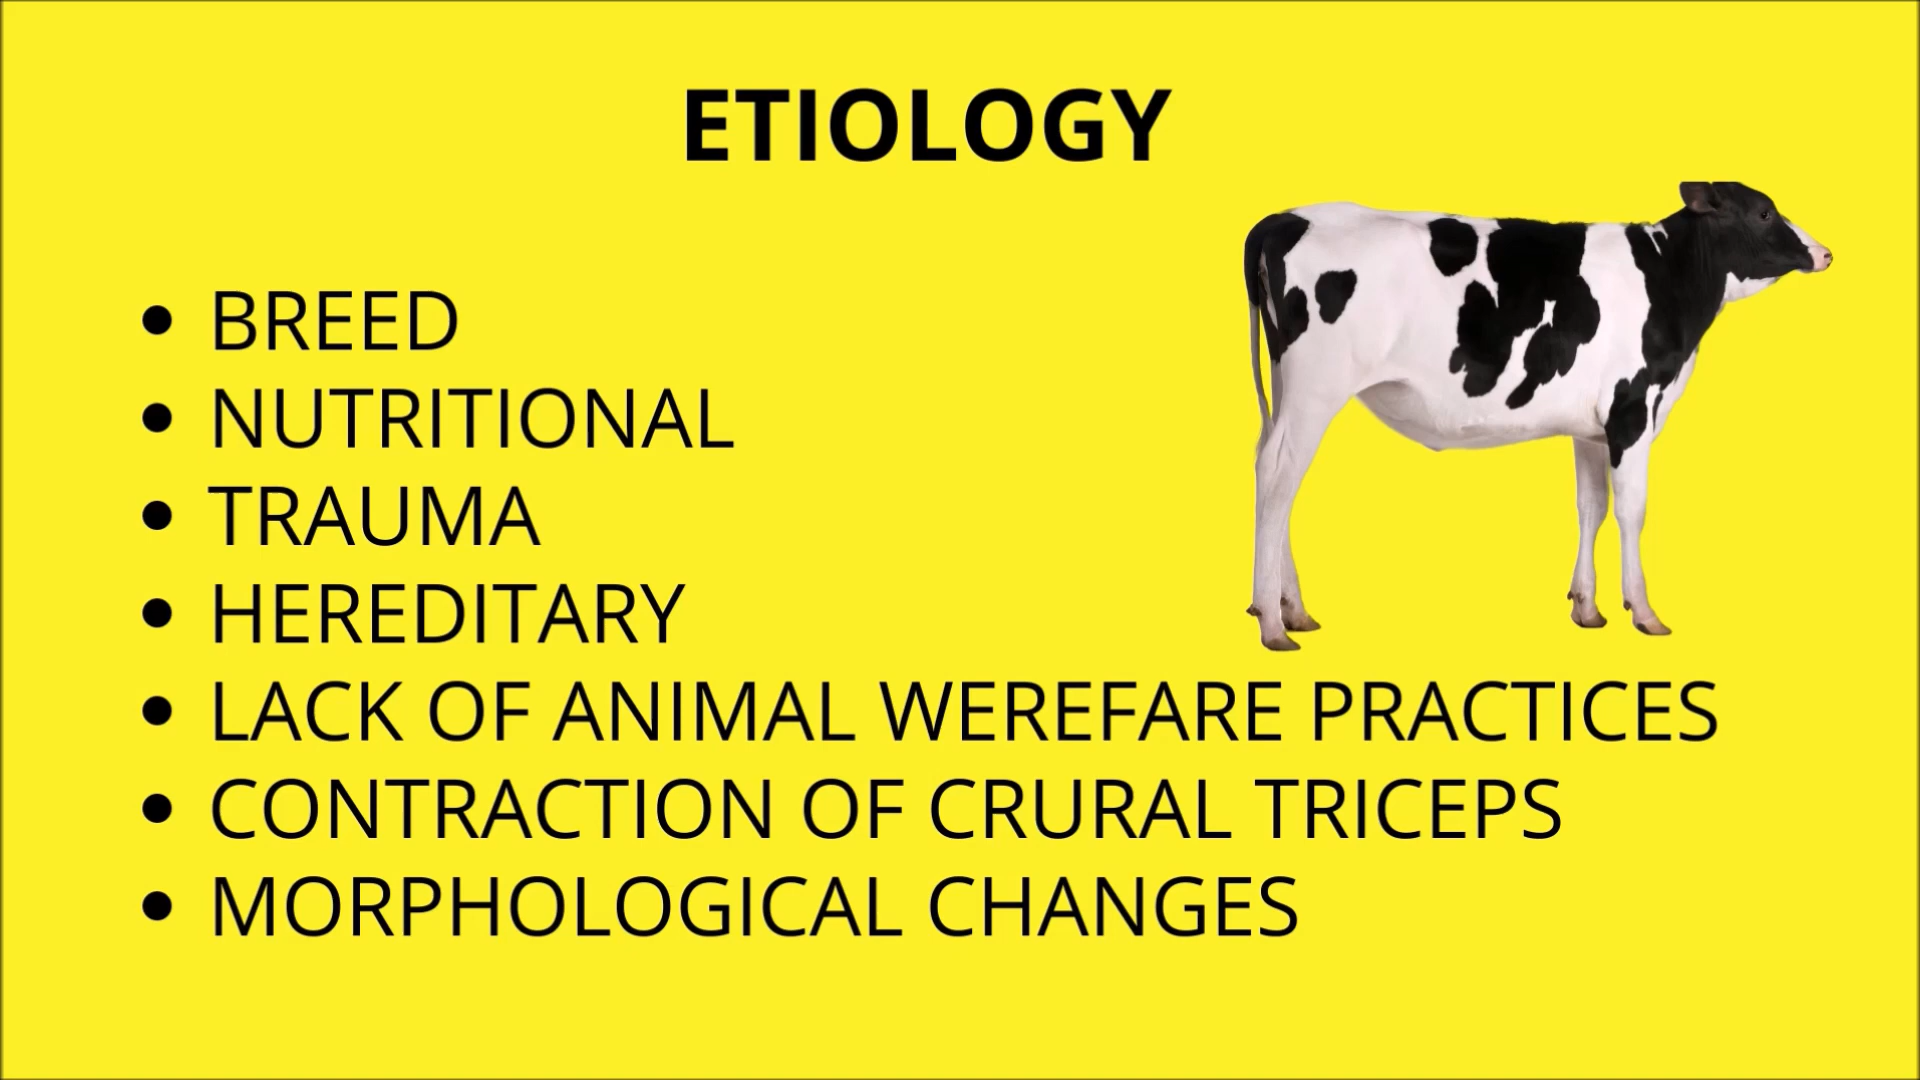 ETIOLOGY
• BREED
• NUTRITIONAL
• TRAUMA
• HEREDITARY
• LACK OF ANIMAL WEREFARE PRACTICES
• CONTRACTION OF CRURAL TRICEPS
• MORPHOLOGICAL CHANGES